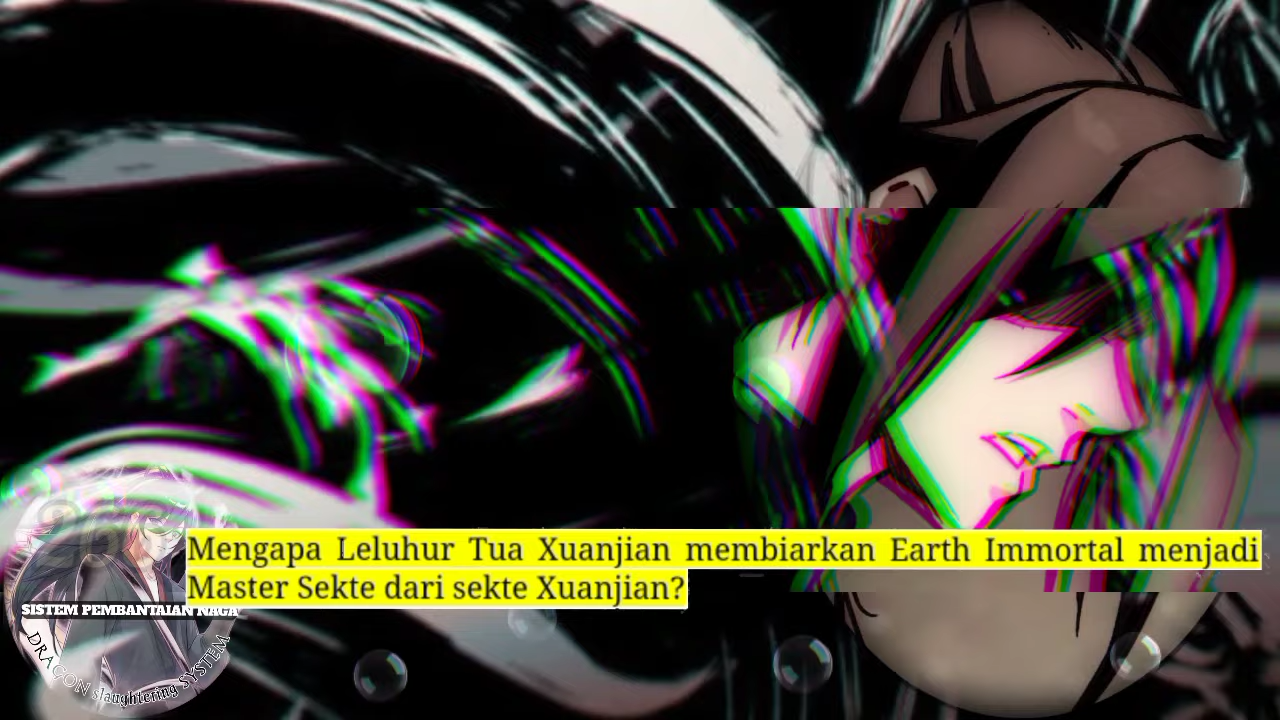 Mengapa Leluhur Tua Xuanjian membiarkan Earth Immortal menjadi
Master Sekte dari sekte Xuanjian?
SISTEM PEMBANTAIAN NAGA
DRAGON slaughtering SYSTEM